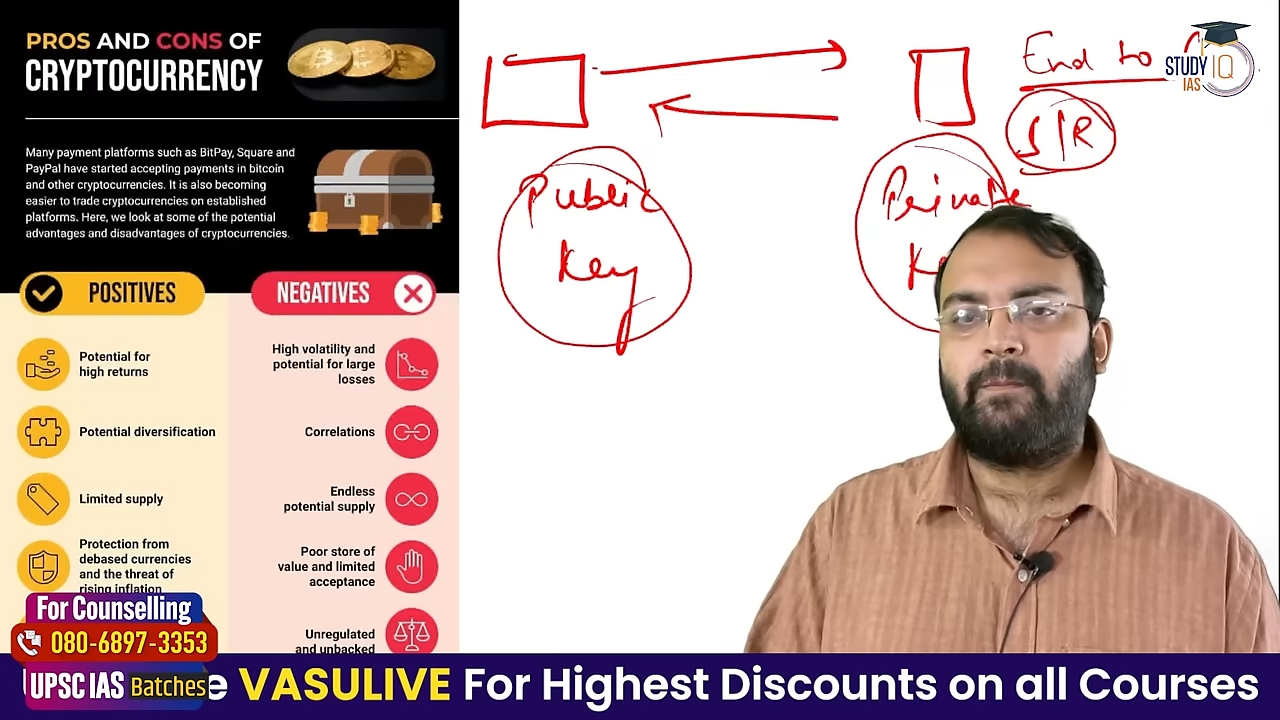 PROS AND CONS OF
CRYPTOCURRENCY
Many payment platforms such as BitPay, Square and
PayPal have started accepting payments in bitcoin
and other cryptocurrencies. It is also becoming
easier to trade cryptocurrencies on established
platforms. Here, we look at some of the potential
advantages and disadvantages of cryptocurrencies.
POSITIVES
Potential for
high returns
Potential diversification
Limited supply
Protection from
debased currencies
and the threat of
rising inflation
NEGATIVES
High volatility and
potential for large
losses
Correlations
Endless
potential supply
Poor store of
value and limited
acceptance
Unregulated
and unbacked
Public
Key
Private
End to
S/R
STUDY IQ
IAS
For Counselling
080-6897-3353
UPSC IAS Batches
e VASULIVE For Highest Discounts on all Courses